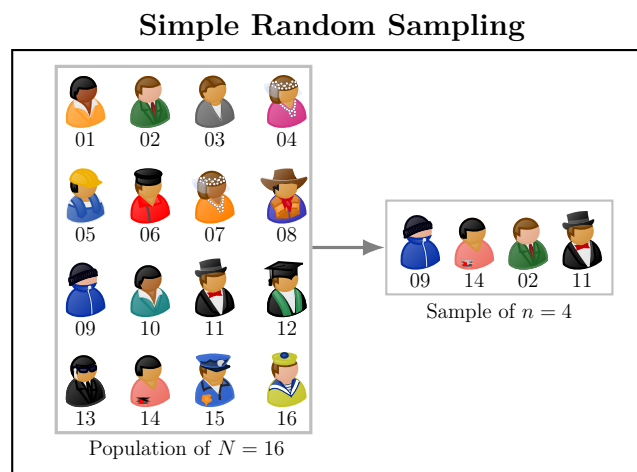 Simple Random Sampling
01 02 03 04
05 06 07 08
09 10 11 12
13 14 15 16
Population of N = 16
09 14 02 11
Sample of n = 4